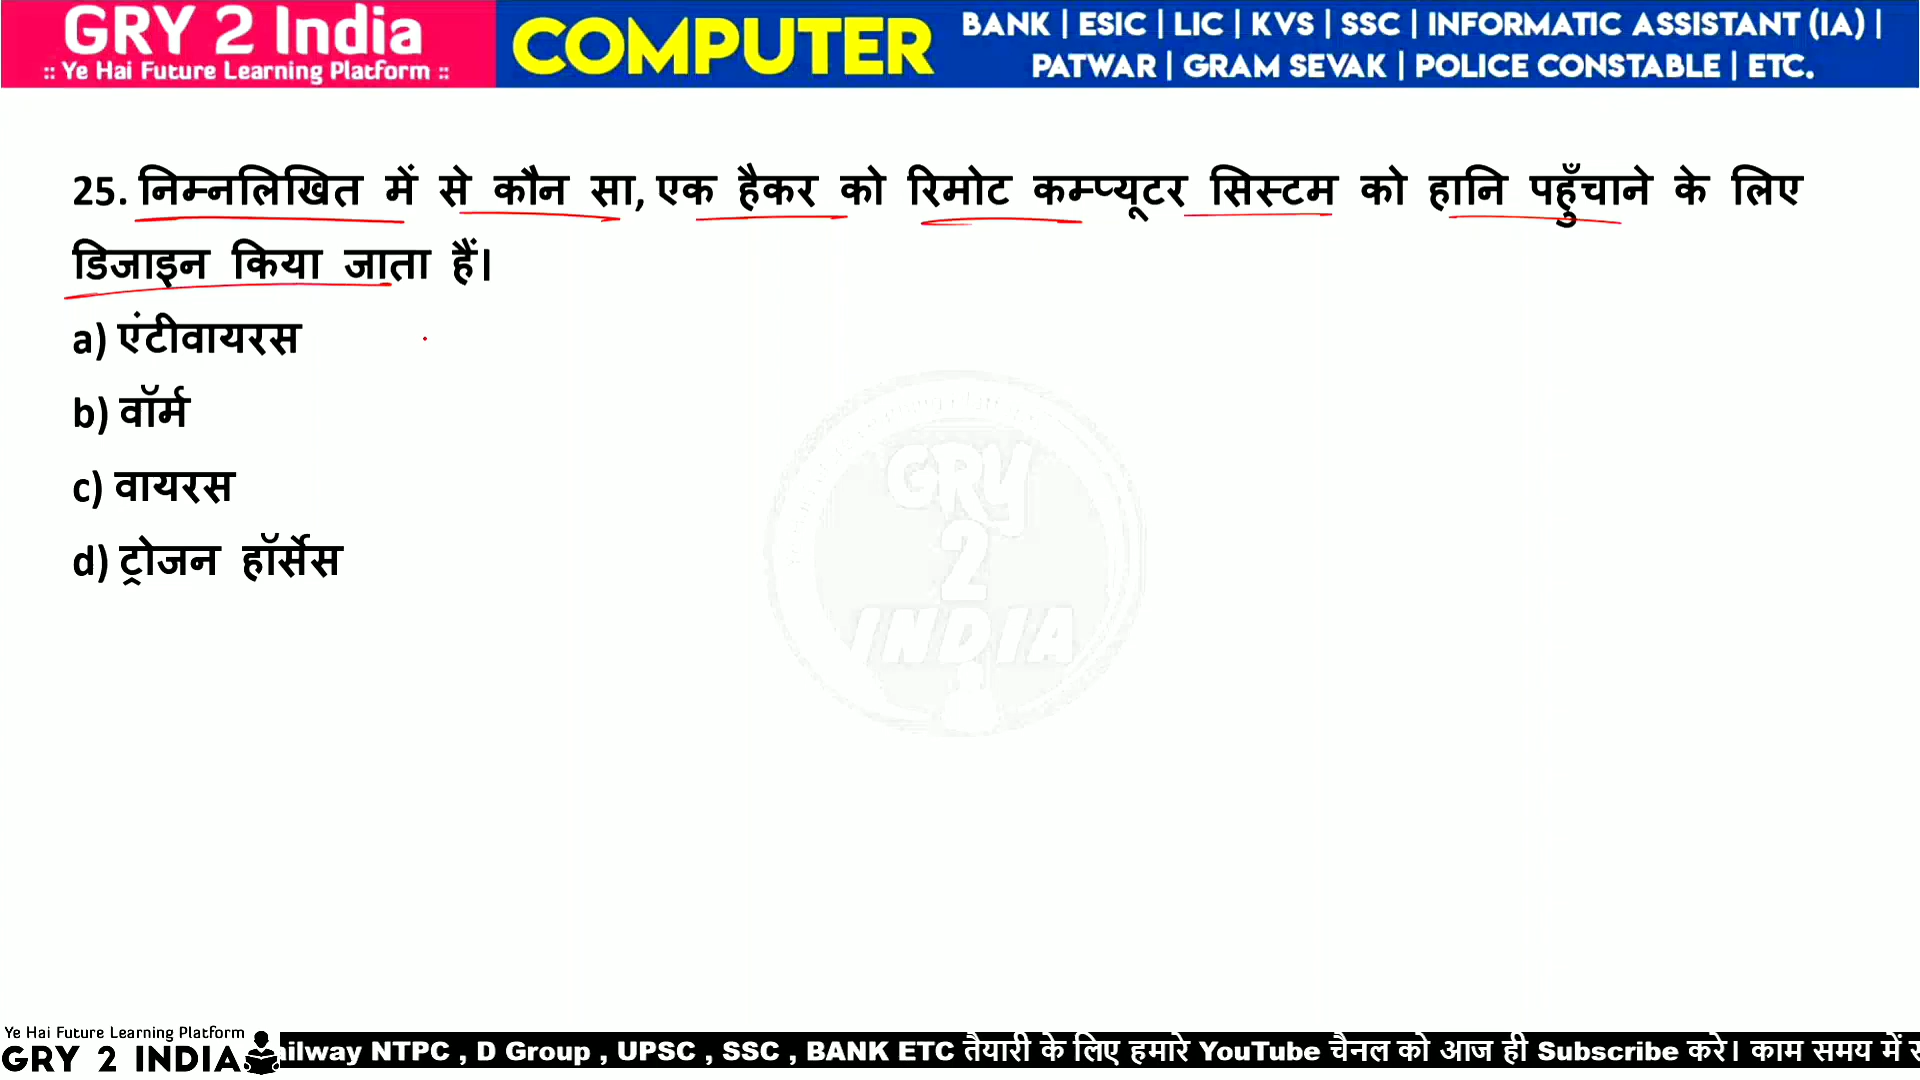 GRY 2 India
:: Ye Hai Future Learning Platform ::
COMPUTER
BANK | ESIC | LIC | KVS | SSC | INFORMATIC ASSISTANT (IA) |
PATWAR | GRAM SEVAK | POLICE CONSTABLE | ETC.
25. निम्नलिखित में से कौन सा, एक हैकर को रिमोट कम्प्यूटर सिस्टम को हानि पहुँचाने के लिए
डिजाइन किया जाता हैं।
a) एंटीवायरस
b) वॉर्म
c) वायरस
d) ट्रोजन हॉर्सेस
GRY
2
INDIA
Ye Hai Future Learning Platform
GRY 2 INDIA
ailway NTPC , D Group , UPSC , SSC , BANK ETC तैयारी के लिए हमारे YouTube चैनल को आज ही Subscribe करे। काम समय में